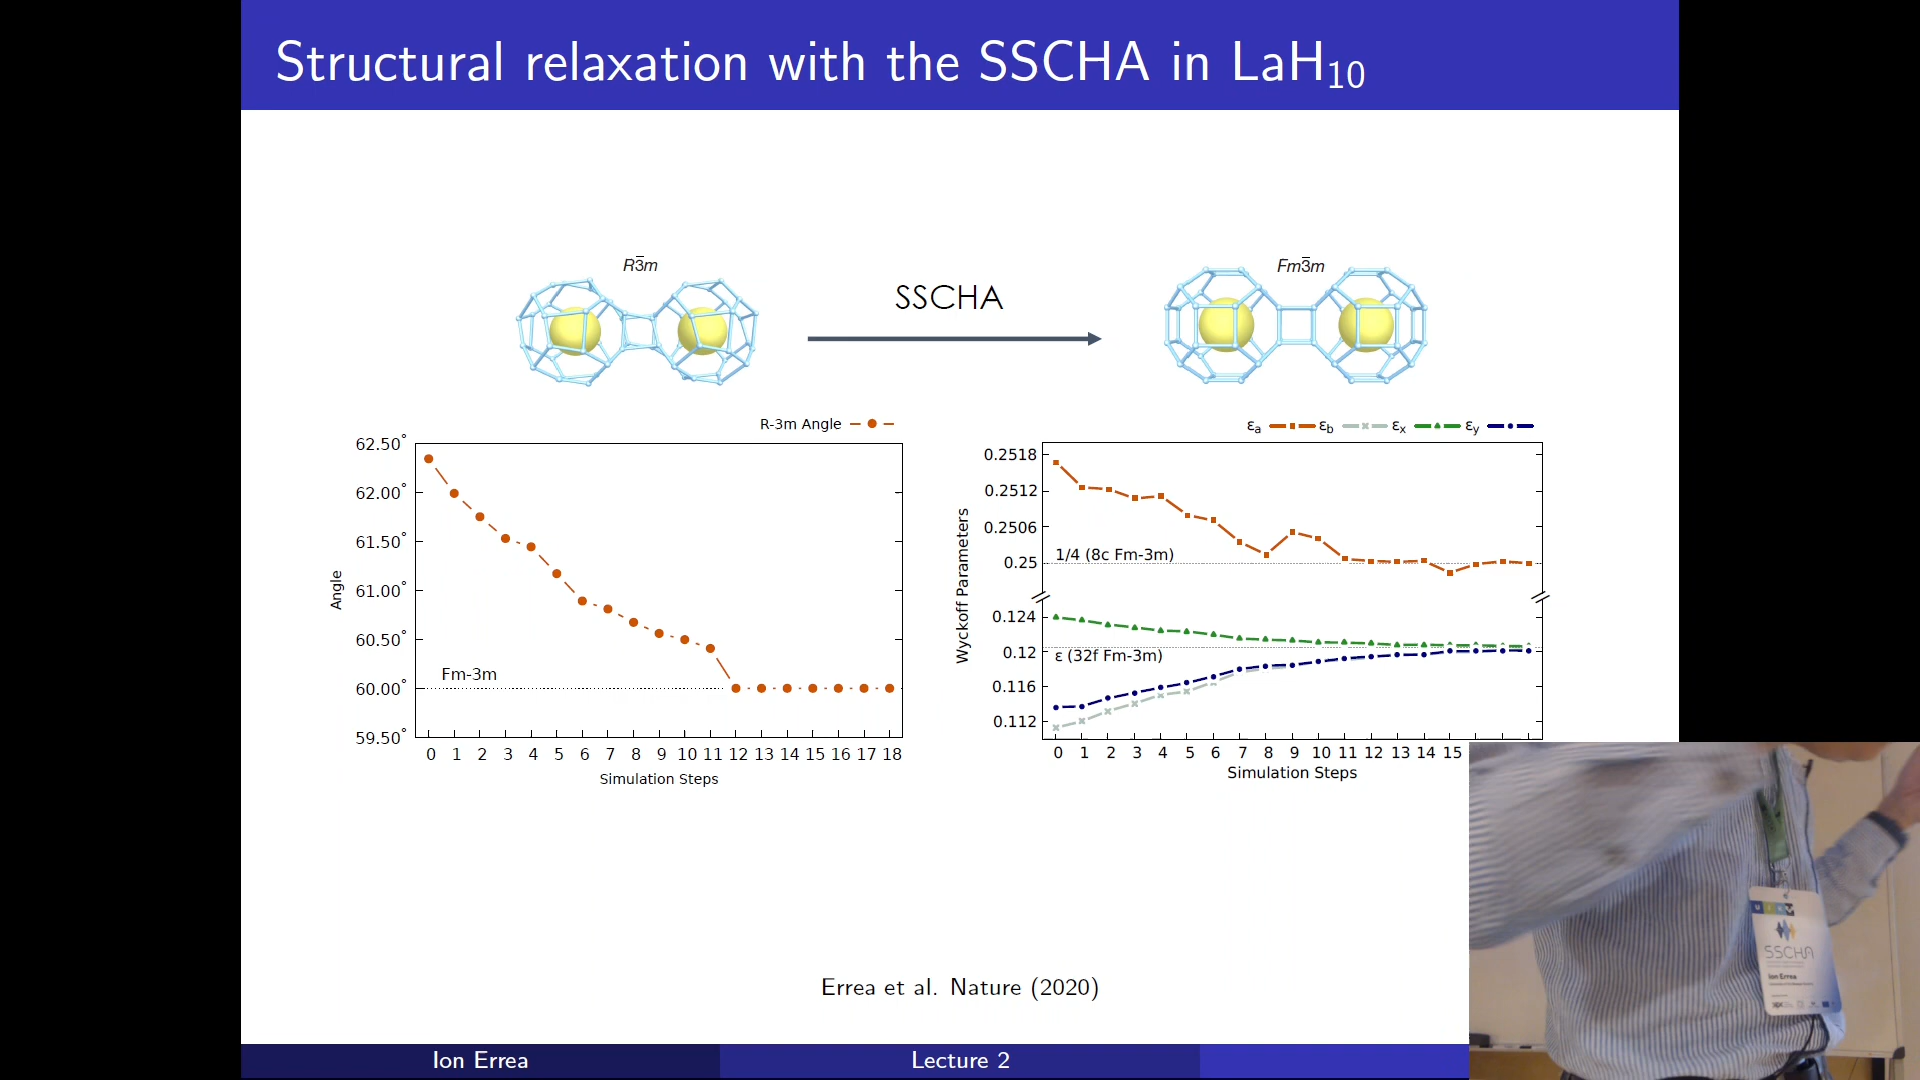 Structural relaxation with the SSCHA in LaH₁₀
R3̅m
SSCHA
Fm3̅m
R-3m Angle
62.50°
62.00°
61.50°
61.00°
60.50°
60.00°
59.50°
Angle
Fm-3m
0 1 2 3 4 5 6 7 8 9 10 11 12 13 14 15 16 17 18
Simulation Steps
εa εb εx εy
0.2518
0.2512
0.2506
0.25
0.124
0.12
0.116
0.112
Wyckoff Parameters
1/4 (8c Fm-3m)
ε (32f Fm-3m)
0 1 2 3 4 5 6 7 8 9 10 11 12 13 14 15
Simulation Steps
Errea et al. Nature (2020)
SSCHA
Ion Errea
Ion Errea
Lecture 2